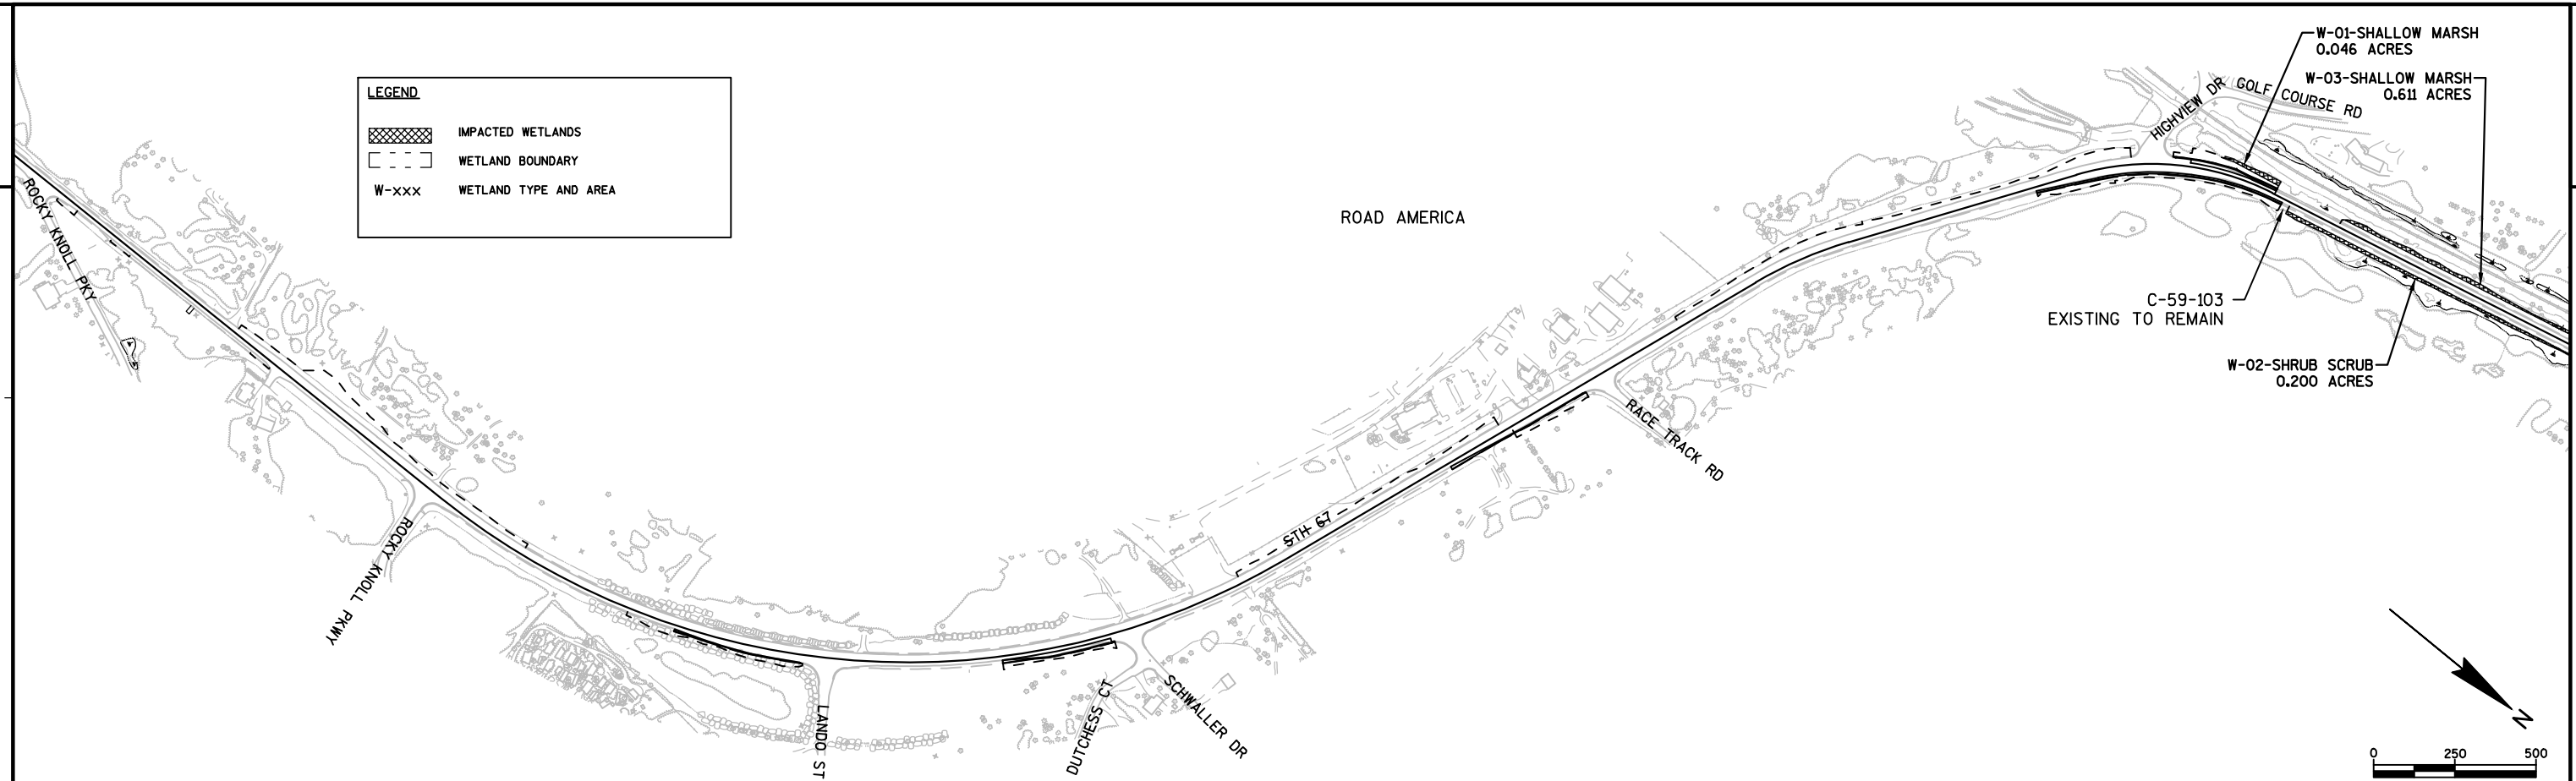 W-01-SHALLOW MARSH
0.046 ACRES
W-03-SHALLOW MARSH
0.611 ACRES
HIGHVIEW DR
GOLF COURSE RD
LEGEND
IMPACTED WETLANDS
WETLAND BOUNDARY
W-xxx WETLAND TYPE AND AREA
ROAD AMERICA
ROCKY KNOLL PKY
C-59-103
EXISTING TO REMAIN
W-02-SHRUB SCRUB
0.200 ACRES
RACE TRACK RD
STH 67
ROCKY KNOLL PKWY
LANDO ST
DUTCHESS CT
SCHWALLER DR
N
0 250 500